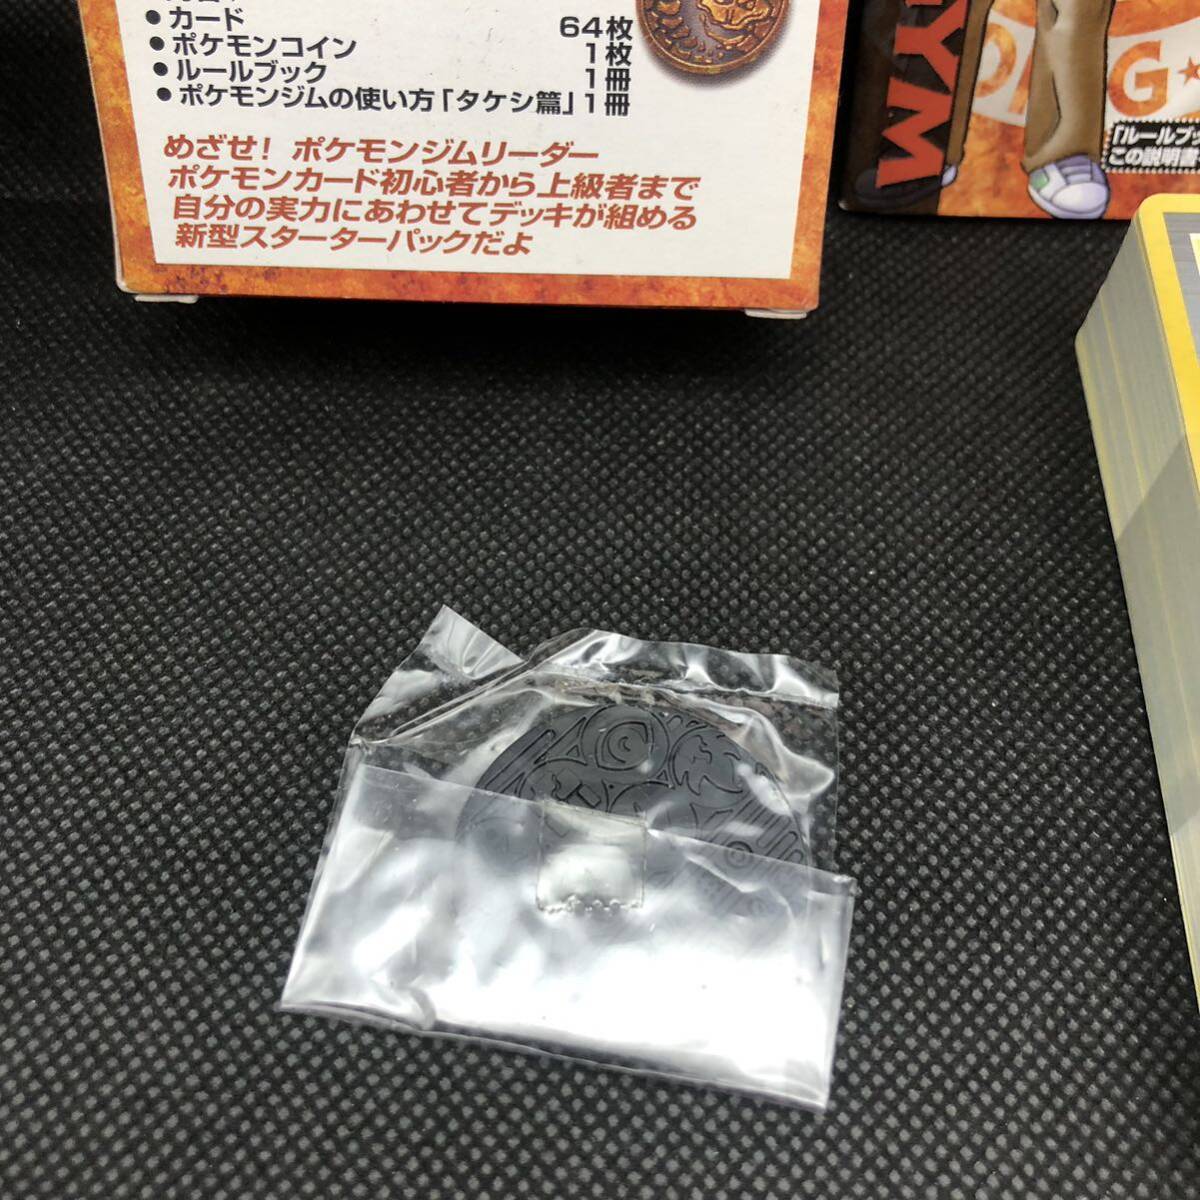 ● カード 64枚
● ポケモンコイン 1枚
● ルールブック 1冊
● ポケモンジムの使い方「タケシ篇」1冊
めざせ! ポケモンジムリーダー
ポケモンカード初心者から上級者まで
自分の実力にあわせてデッキが組める
新型スターターパックだよ
YM
G★
「ルールブッ
この説明書